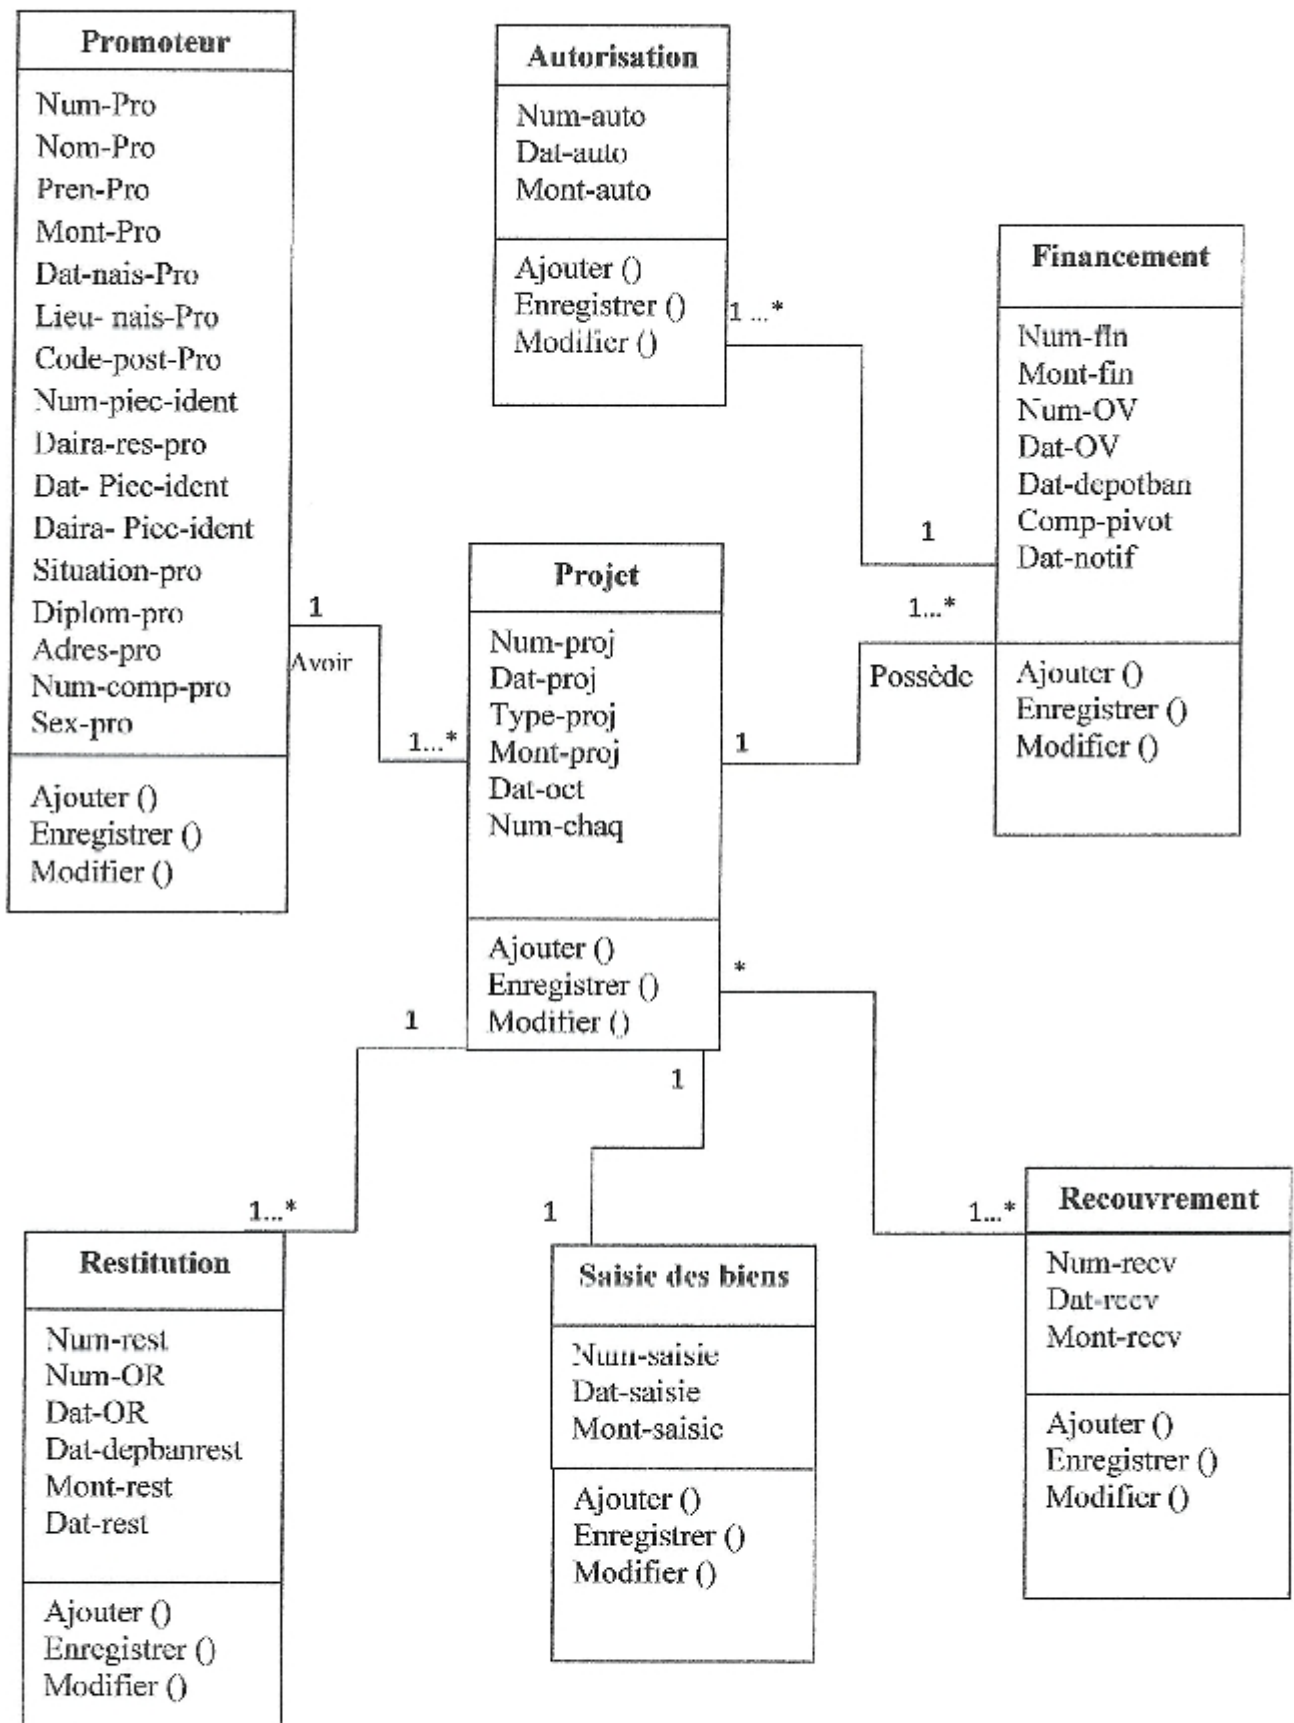 Promoteur
Num-Pro
Nom-Pro
Pren-Pro
Mont-Pro
Dat-nais-Pro
Lieu- nais-Pro
Code-post-Pro
Num-piec-ident
Daira-res-pro
Dat- Piec-ident
Daira- Piec-ident
Situation-pro
Diplom-pro
Adres-pro
Num-comp-pro
Sex-pro
Ajouter ()
Enregistrer ()
Modifier ()
1
Avoir
1...*
Autorisation
Num-auto
Dat-auto
Mont-auto
Ajouter ()
Enregistrer ()
Modifier ()
1 ...*
1
Financement
Num-fin
Mont-fin
Num-OV
Dat-OV
Dat-depotban
Comp-pivot
Dat-notif
Ajouter ()
Enregistrer ()
Modifier ()
1...*
Possède
1
Projet
Num-proj
Dat-proj
Type-proj
Mont-proj
Dat-oct
Num-chaq
Ajouter ()
Enregistrer ()
Modifier ()
*
1
1
1...*
1
1...*
Restitution
Num-rest
Num-OR
Dat-OR
Dat-depbanrest
Mont-rest
Dat-rest
Ajouter ()
Enregistrer ()
Modifier ()
Saisie des biens
Num-saisie
Dat-saisie
Mont-saisie
Ajouter ()
Enregistrer ()
Modifier ()
Recouvrement
Num-recv
Dat-recv
Mont-recv
Ajouter ()
Enregistrer ()
Modifier ()